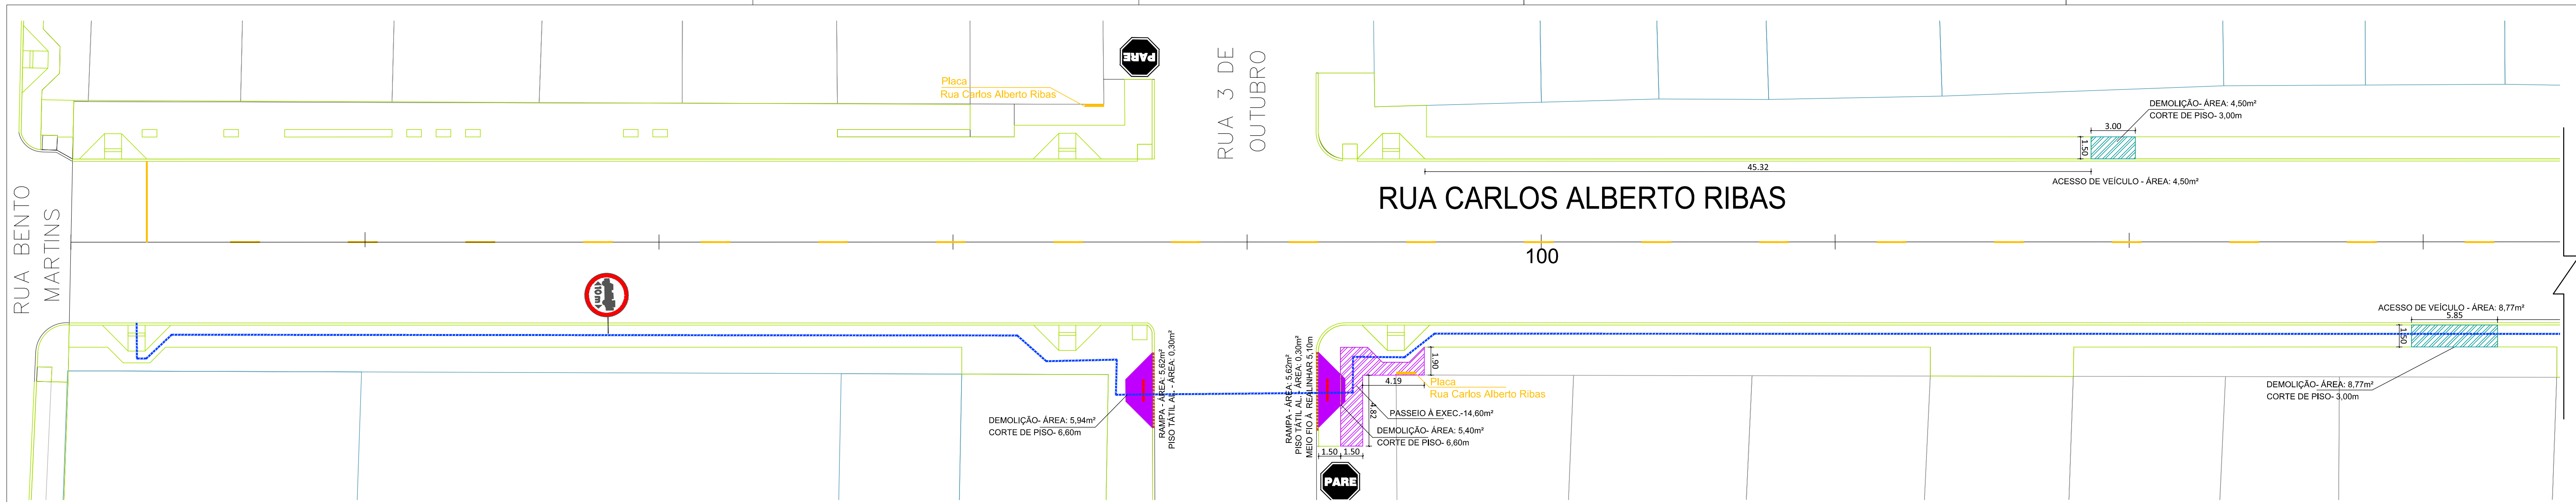 PARE
RUA 3 DE
OUTUBRO
Placa
Rua Carlos Alberto Ribas
DEMOLIÇÃO- ÁREA: 4,50m²
CORTE DE PISO- 3,00m
3.00
1.50
45.32
ACESSO DE VEÍCULO - ÁREA: 4,50m²
RUA CARLOS ALBERTO RIBAS
RUA BENTO
MARTINS
100
10m
ACESSO DE VEÍCULO - ÁREA: 8,77m²
5.85
1.50
RAMPA - ÁREA: 5,62m²
PISO TÁTIL AL. - ÁREA: 0,30m²
RAMPA - ÁREA: 5,62m²
PISO TÁTIL AL. - ÁREA: 0,30m²
MEIO FIO À REALINHAR 5,10m
1.90
4.19
Placa
Rua Carlos Alberto Ribas
4.82
PASSEIO À EXEC.-14,60m²
DEMOLIÇÃO- ÁREA: 5,94m²
CORTE DE PISO- 6,60m
DEMOLIÇÃO- ÁREA: 5,40m²
CORTE DE PISO- 6,60m
DEMOLIÇÃO- ÁREA: 8,77m²
CORTE DE PISO- 3,00m
1.50 1.50
PARE